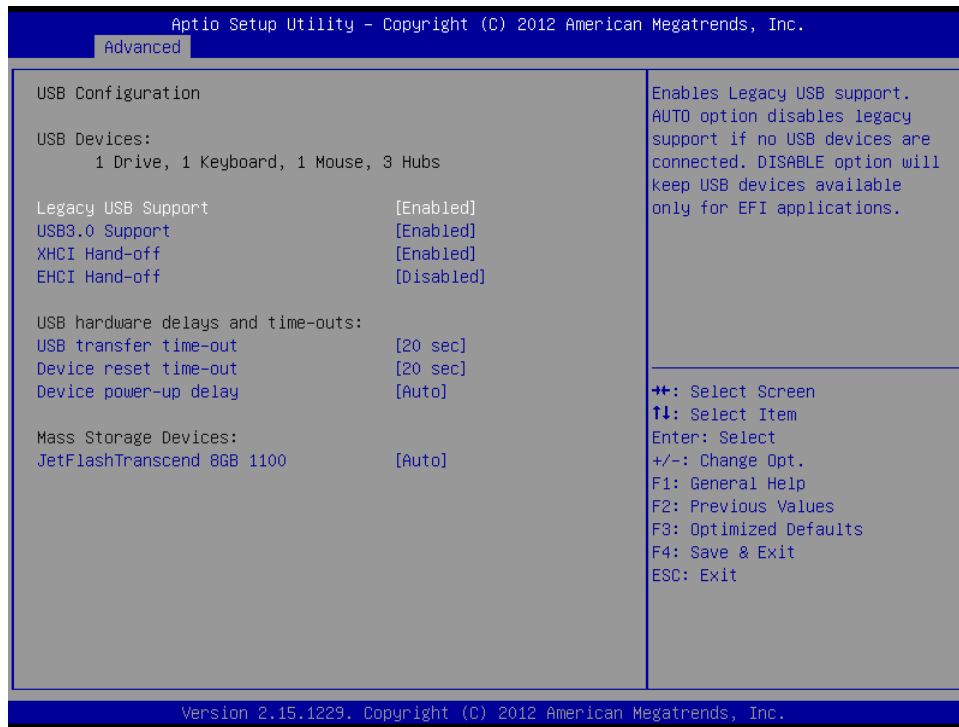 Aptio Setup Utility – Copyright (C) 2012 American Megatrends, Inc.
Advanced
USB Configuration
USB Devices:
1 Drive, 1 Keyboard, 1 Mouse, 3 Hubs
Legacy USB Support [Enabled]
USB3.0 Support [Enabled]
XHCI Hand-off [Enabled]
EHCI Hand-off [Disabled]
USB hardware delays and time-outs:
USB transfer time-out [20 sec]
Device reset time-out [20 sec]
Device power-up delay [Auto]
Mass Storage Devices:
JetFlashTranscend 8GB 1100 [Auto]
Enables Legacy USB support.
AUTO option disables legacy
support if no USB devices are
connected. DISABLE option will
keep USB devices available
only for EFI applications.
→←: Select Screen
↑↓: Select Item
Enter: Select
+/-: Change Opt.
F1: General Help
F2: Previous Values
F3: Optimized Defaults
F4: Save & Exit
ESC: Exit
Version 2.15.1229. Copyright (C) 2012 American Megatrends, Inc.